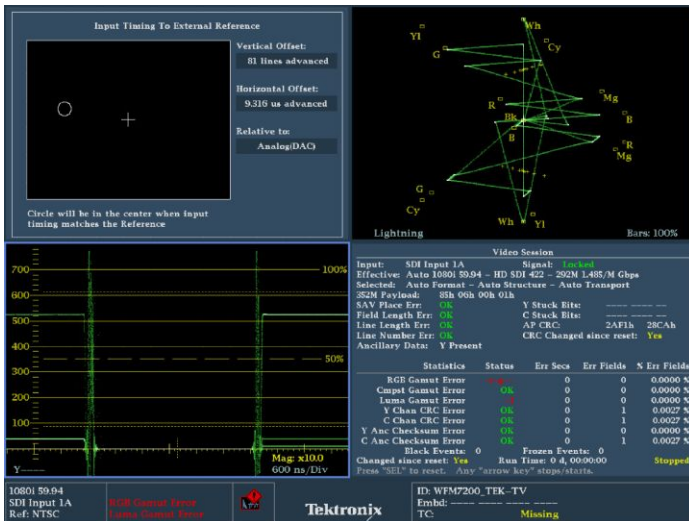 Input Timing To External Reference
Vertical Offset:
81 lines advanced
Horizontal Offset:
9.316 us advanced
Relative to:
Analog(DAC)
Circle will be in the center when input
timing matches the Reference
Wh
Yl
Cy
G
Mg
R
B
Bk
B
R
Mg
G
Cy
Wh
Yl
Lightning
Bars: 100%
700
600
500
400
300
200
100
100%
50%
Y----
Mag: x10.0
600 ns/Div
Video Session
Input: SDI Input 1A Signal: Locked
Effective: Auto 1080i 59.94 - HD SDI 422 - 292M 1.485/M Gbps
Selected: Auto Format - Auto Structure - Auto Transport
352M Payload: 85h 06h 00h 01h
SAV Place Err: OK Y Stuck Bits: ---- ---- --
Field Length Err: OK C Stuck Bits: ---- ---- --
Line Length Err: OK AP CRC: 2AF1h 28CAh
Line Number Err: OK CRC Changed since reset: Yes
Ancillary Data: Y Present
Statistics Status Err Secs Err Fields % Err Fields
RGB Gamut Error 0 0 0.0000 %
Cmpst Gamut Error OK 0 0 0.0000 %
Luma Gamut Error 0 0 0.0000 %
Y Chan CRC Error OK 0 1 0.0027 %
C Chan CRC Error OK 0 1 0.0027 %
Y Anc Checksum Error OK 0 0 0.0000 %
C Anc Checksum Error OK 0 1 0.0027 %
Black Events: 0 Frozen Events: 0
Changed since reset: Yes Run Time: 0 d, 00:00:00 Stopped
Press "SEL" to reset. Any "arrow key" stops/starts.
1080i 59.94
SDI Input 1A
Ref: NTSC
RGB Gamut Error
Luma Gamut Error
Tektronix
ID: WFM7200_TEK-TV
Embd: ---- ---- ---- ----
TC: Missing